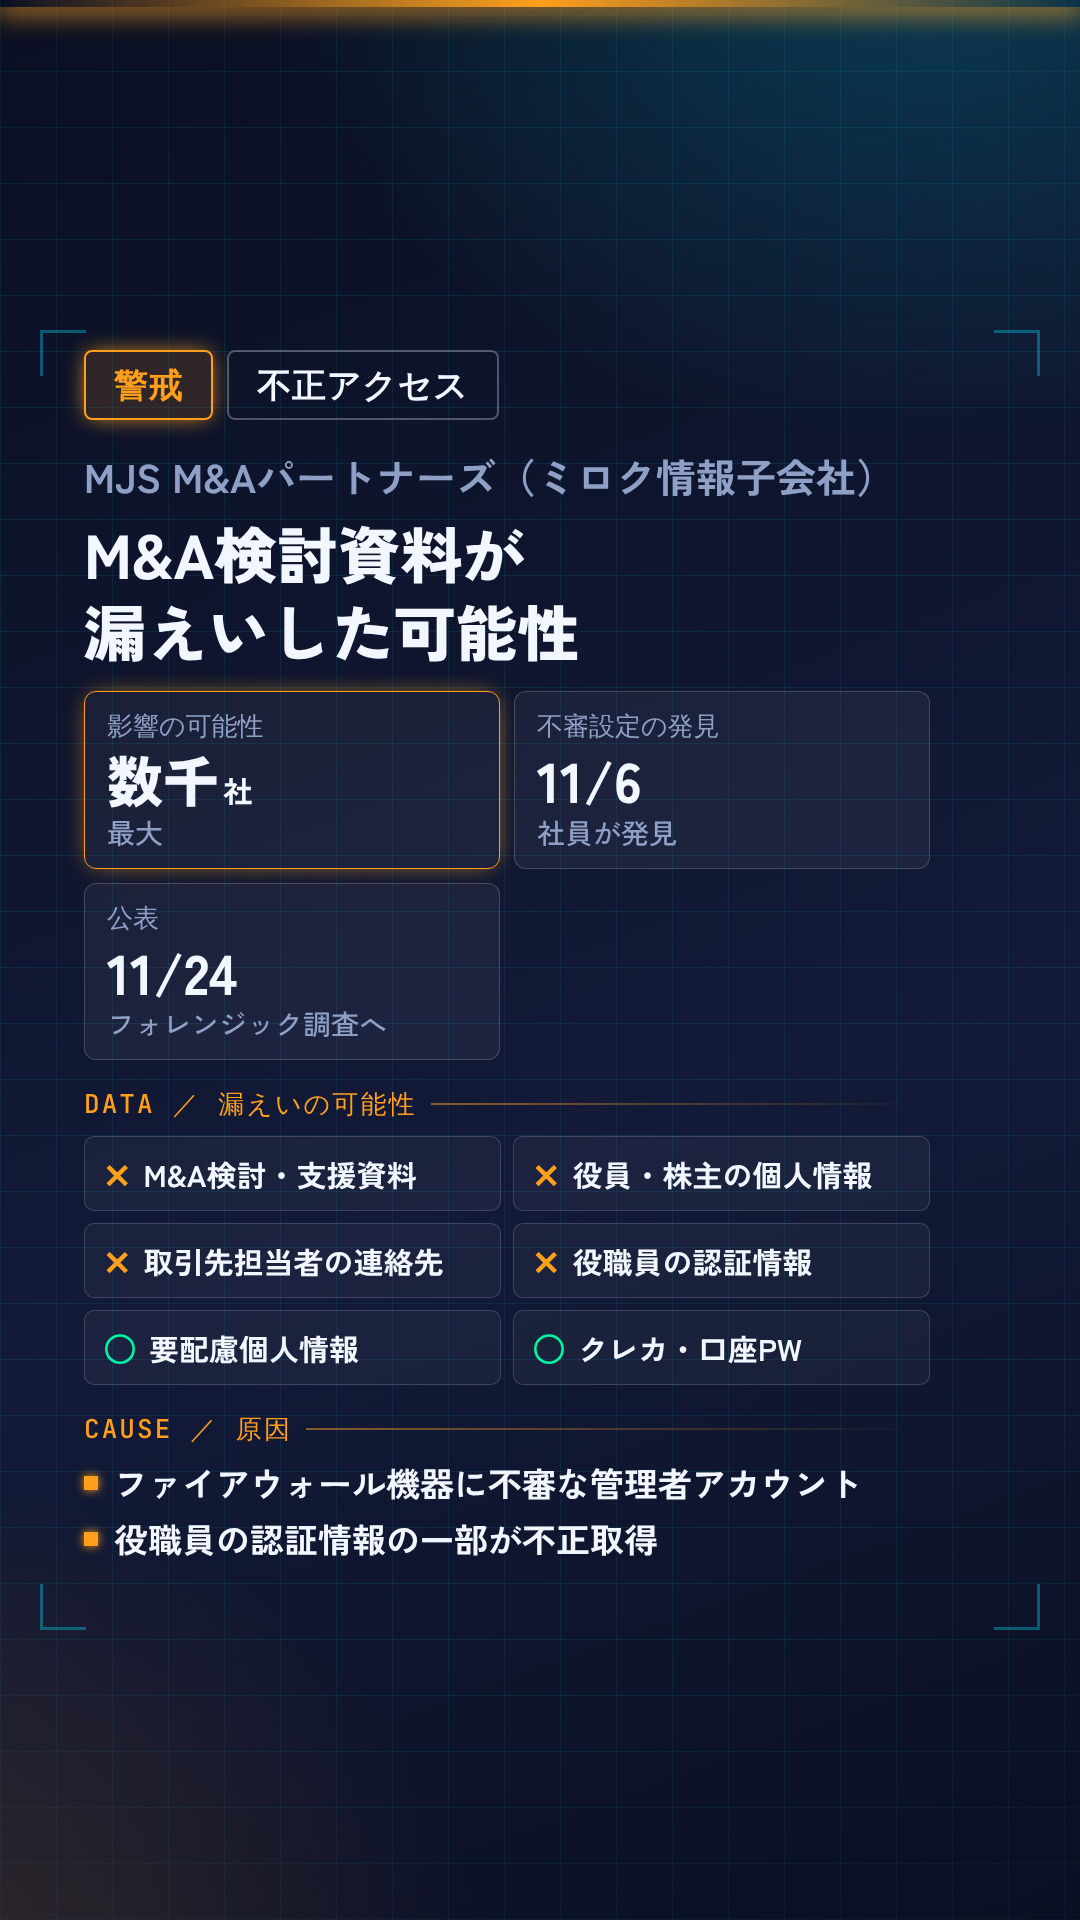 警戒
不正アクセス
MJS M&Aパートナーズ（ミロク情報子会社）
M&A検討資料が
漏えいした可能性
影響の可能性
数千社
最大
不審設定の発見
11/6
社員が発見
公表
11/24
フォレンジック調査へ
DATA ／ 漏えいの可能性
✕ M&A検討・支援資料
✕ 役員・株主の個人情報
✕ 取引先担当者の連絡先
✕ 役職員の認証情報
◯ 要配慮個人情報
◯ クレカ・口座PW
CAUSE ／ 原因
ファイアウォール機器に不審な管理者アカウント
役職員の認証情報の一部が不正取得